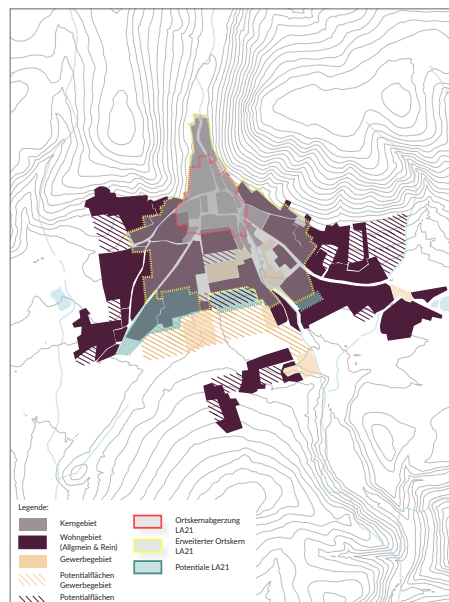 Legende:
Kerngebiet
Wohngebiet
(Allgmein & Rein)
Gewerbegebiet
Potentialflächen
Gewerbegebiet
Potentialflächen
Ortskernabgerzung
LA21
Erweiterter Ortskern
LA21
Potentiale LA21